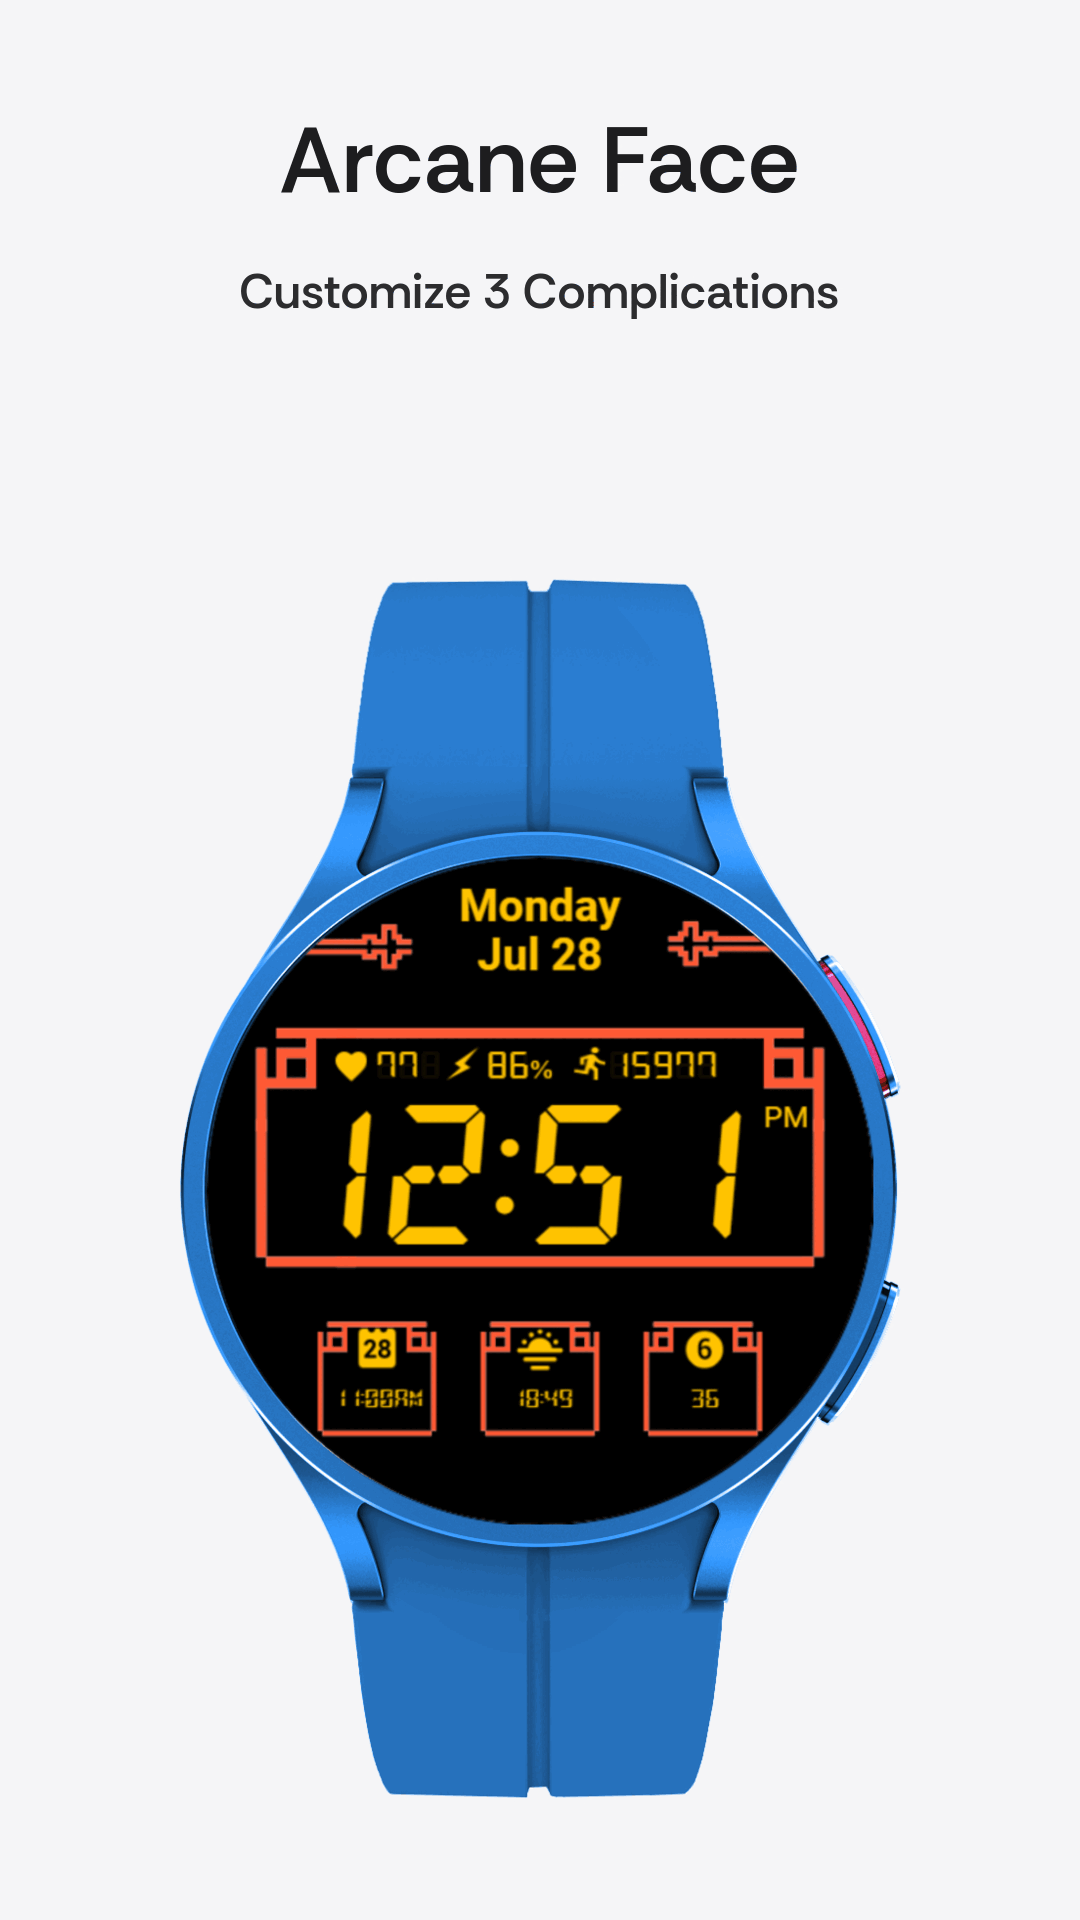 Arcane Face
Customize 3 Complications
Monday
Jul 28
77 86% 15977
12:51 PM
28 6
11:00AM 18:49 36